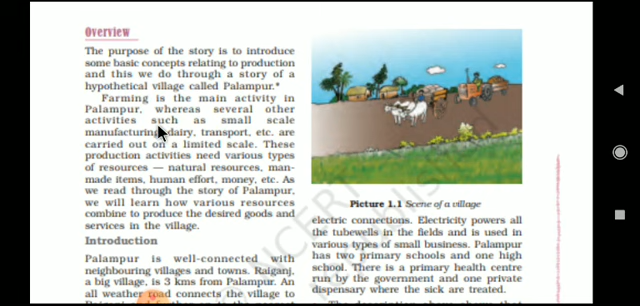 Overview
The purpose of the story is to introduce
some basic concepts relating to production
and this we do through a story of a
hypothetical village called Palampur.*
Farming is the main activity in
Palampur, whereas several other
activities such as small scale
manufacturing, dairy, transport, etc. are
carried out on a limited scale. These
production activities need various types
of resources — natural resources, man-
made items, human effort, money, etc. As
we read through the story of Palampur,
we will learn how various resources
combine to produce the desired goods and
services in the village.
Introduction
Palampur is well-connected with
neighbouring villages and towns. Raiganj,
a big village, is 3 kms from Palampur. An
all weather road connects the village to
Picture 1.1 Scene of a village
electric connections. Electricity powers all
the tubewells in the fields and is used in
various types of small business. Palampur
has two primary schools and one high
school. There is a primary health centre
run by the government and one private
dispensary where the sick are treated.